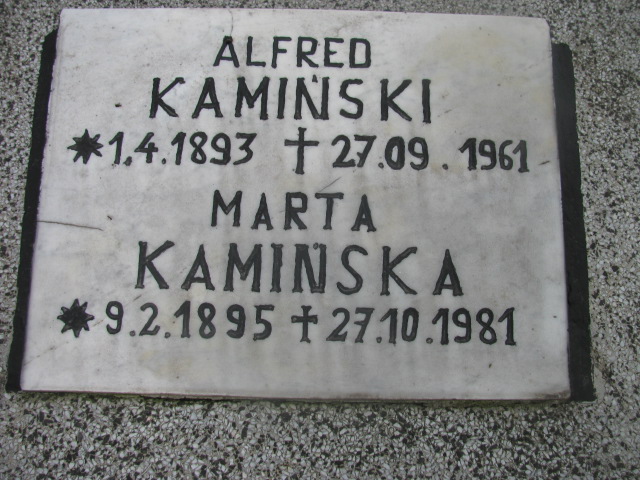 ALFRED
KAMIŃSKI
*1.4.1893 †27.09.1961
MARTA
KAMIŃSKA
*9.2.1895 †27.10.1981